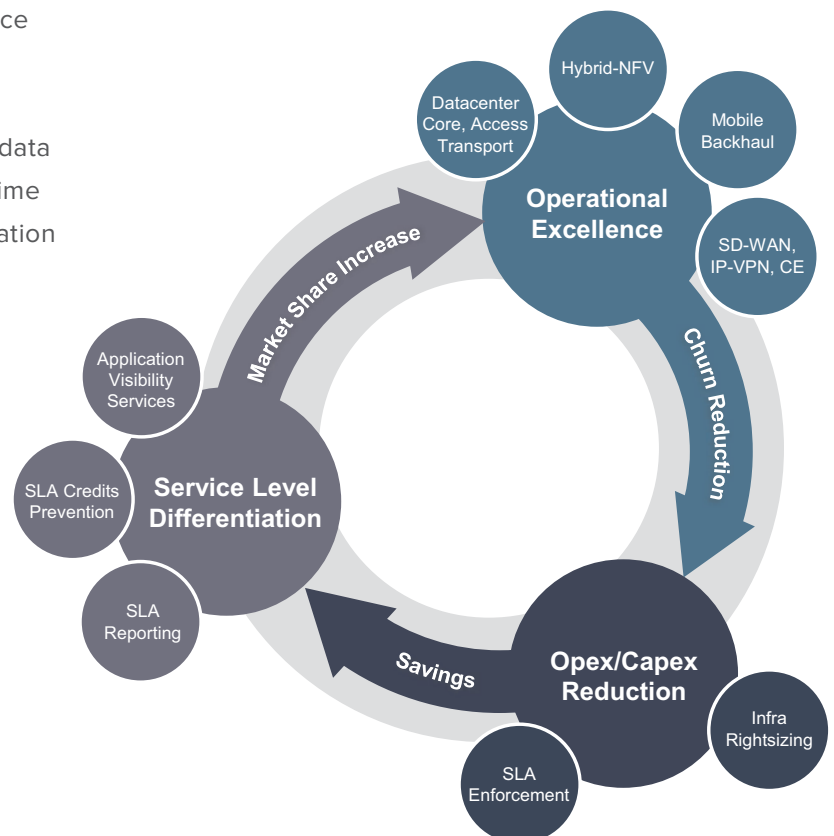 ce
data
ime
ation
Hybrid-NFV
Datacenter
Core, Access
Transport
Mobile
Backhaul
Operational
Excellence
SD-WAN,
IP-VPN, CE
Market Share Increase
Churn Reduction
Application
Visibility
Services
SLA Credits
Prevention
Service Level
Differentiation
SLA
Reporting
Savings
Opex/Capex
Reduction
Infra
Rightsizing
SLA
Enforcement